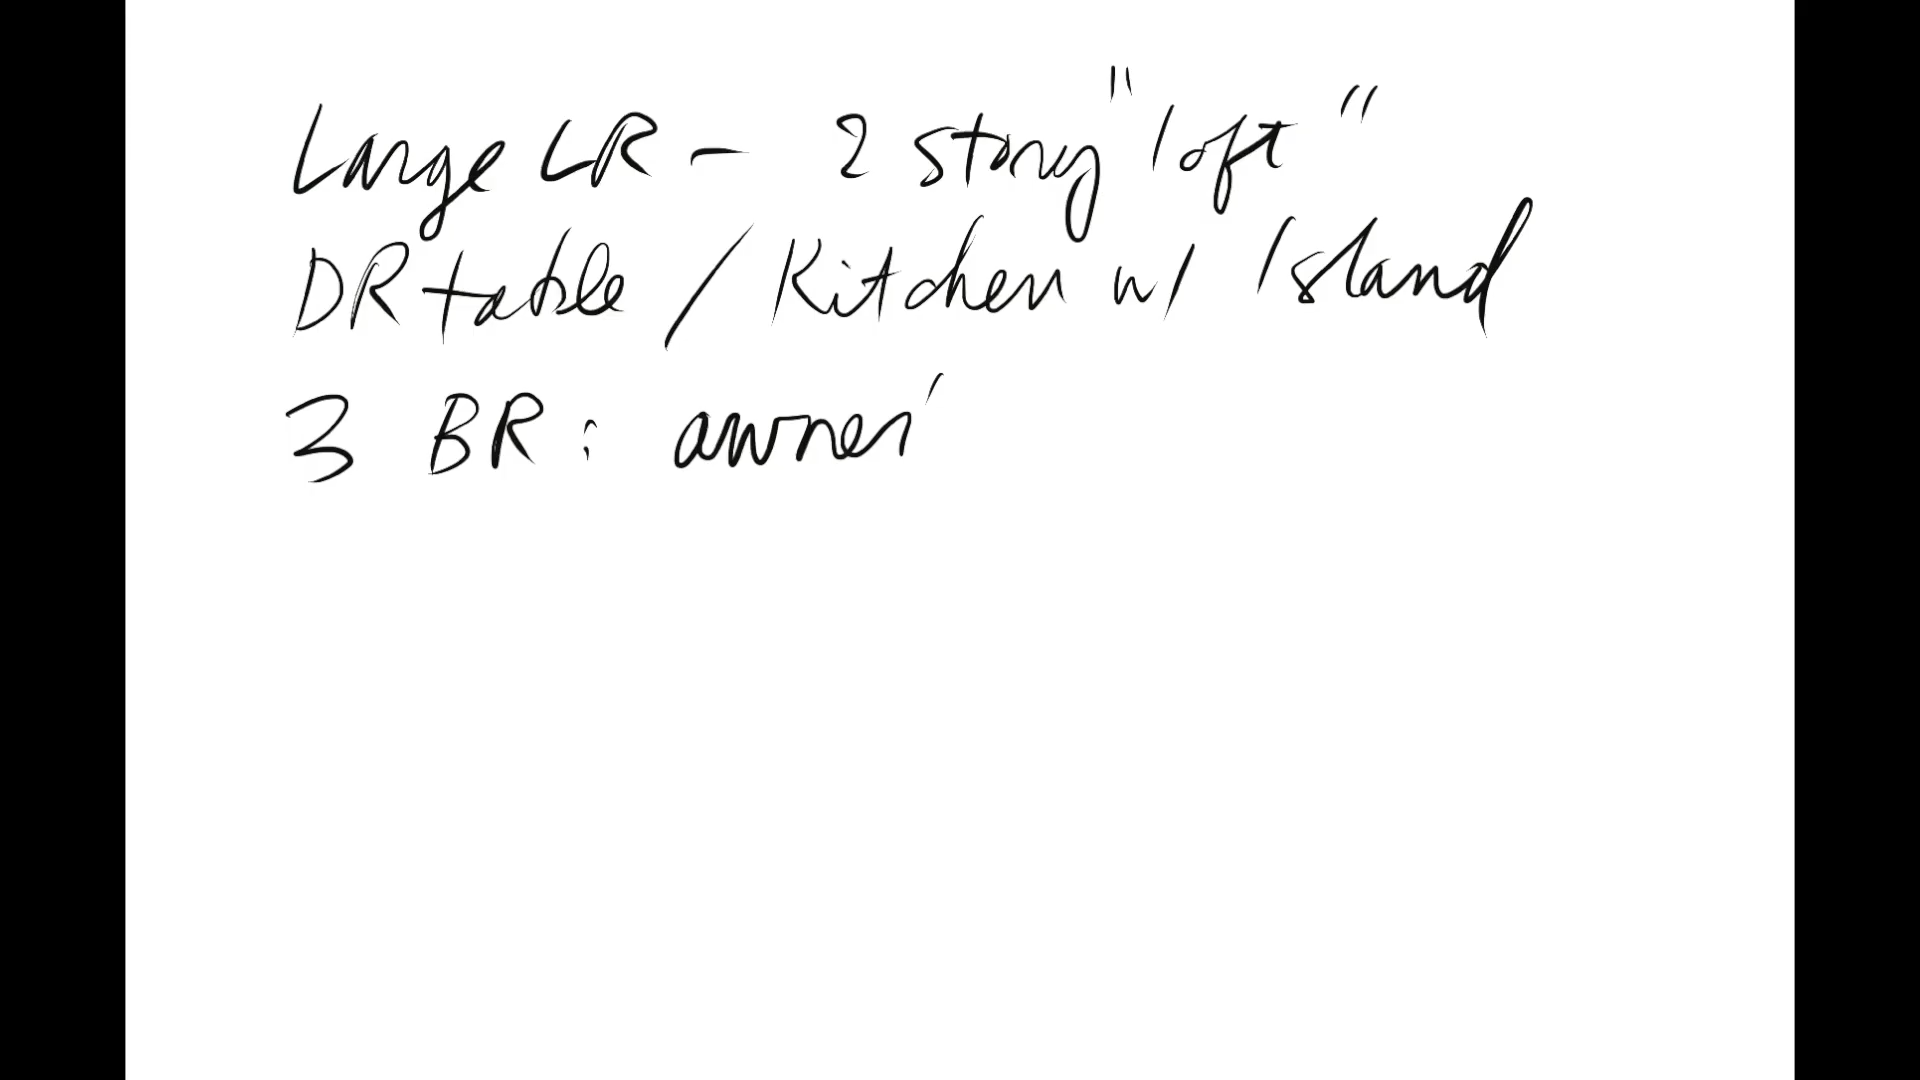 Large LR - 2 story "loft"
DR table / Kitchen w/ Island
3 BR: owner'